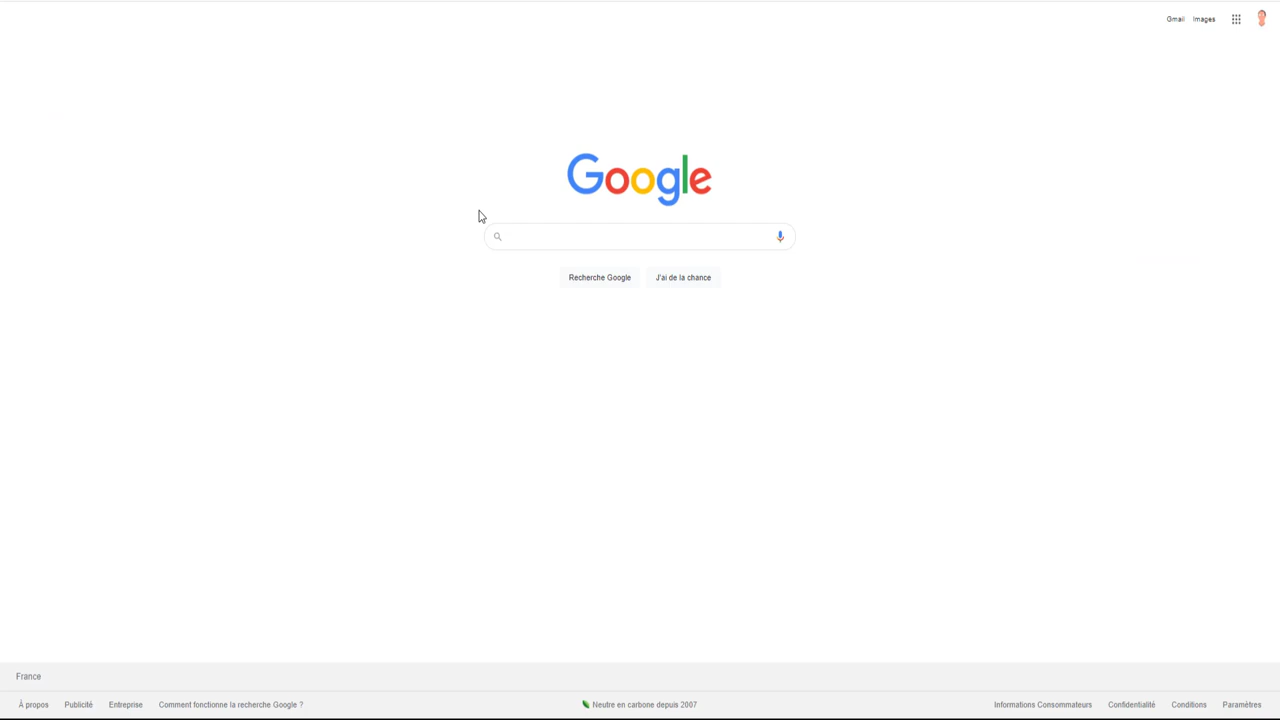 Gmail Images
Google
Recherche Google J'ai de la chance
France
À propos Publicité Entreprise Comment fonctionne la recherche Google ? Neutre en carbone depuis 2007 Informations Consommateurs Confidentialité Conditions Paramètres